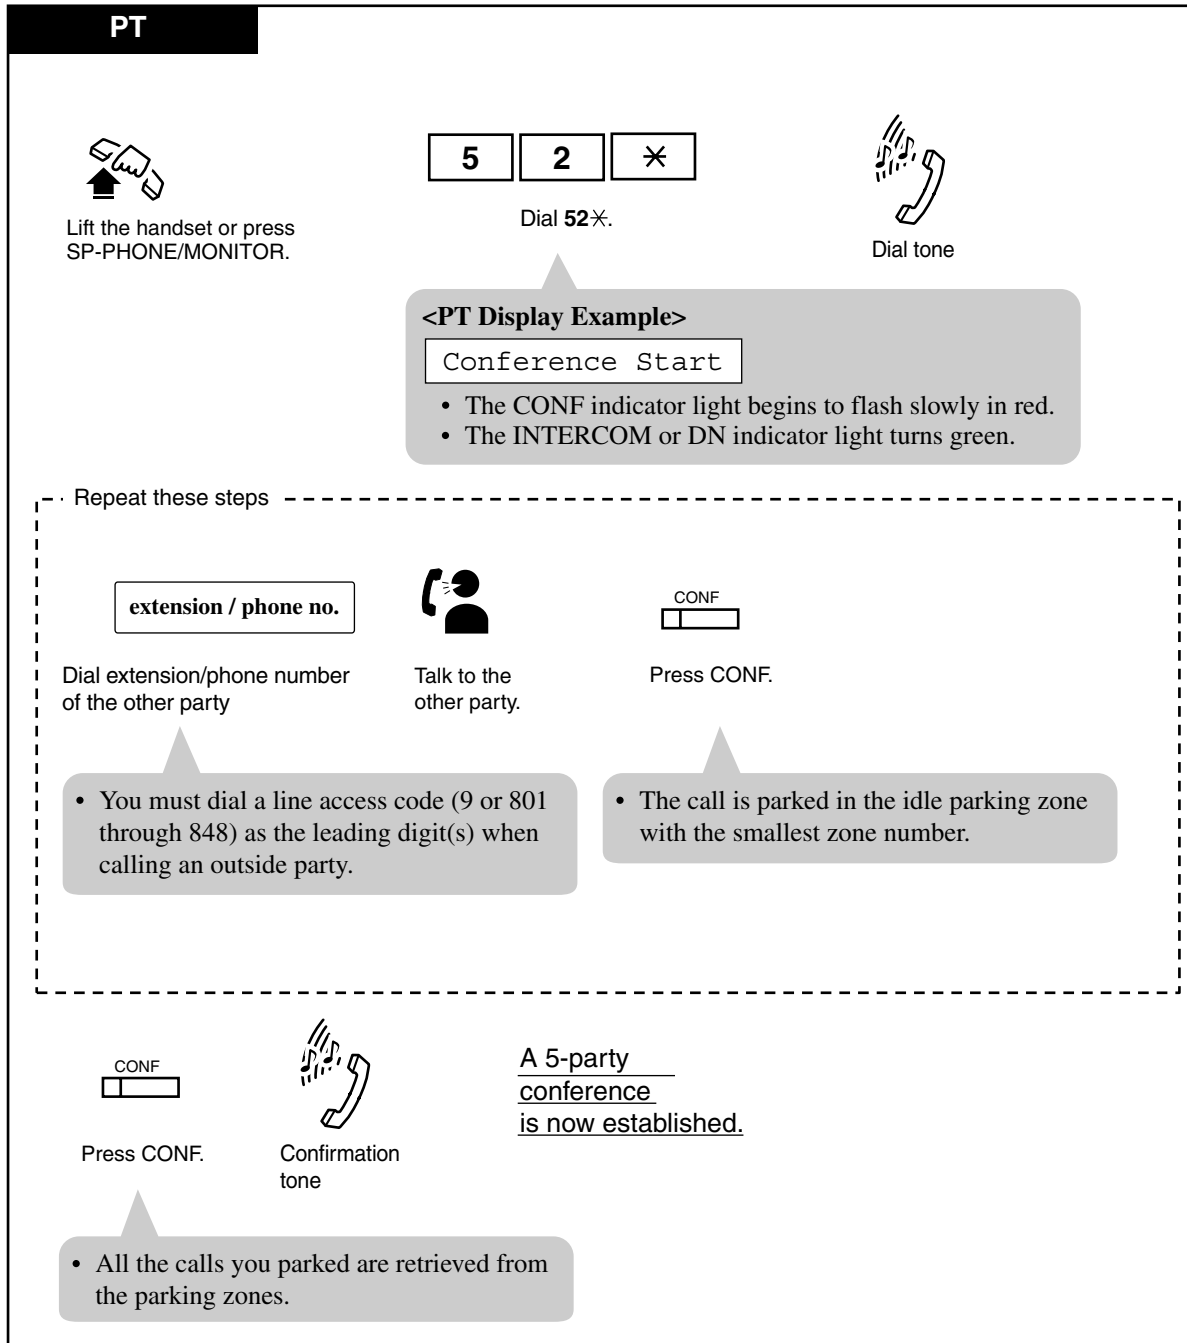 PT
5 2 ✳
Lift the handset or press
SP-PHONE/MONITOR.
Dial 52✳.
Dial tone
<PT Display Example>
Conference Start
• The CONF indicator light begins to flash slowly in red.
• The INTERCOM or DN indicator light turns green.
Repeat these steps
extension / phone no.
CONF
Dial extension/phone number
of the other party
Talk to the
other party.
Press CONF.
• You must dial a line access code (9 or 801
through 848) as the leading digit(s) when
calling an outside party.
• The call is parked in the idle parking zone
with the smallest zone number.
CONF
Press CONF.
Confirmation
tone
A 5-party
conference
is now established.
• All the calls you parked are retrieved from
the parking zones.